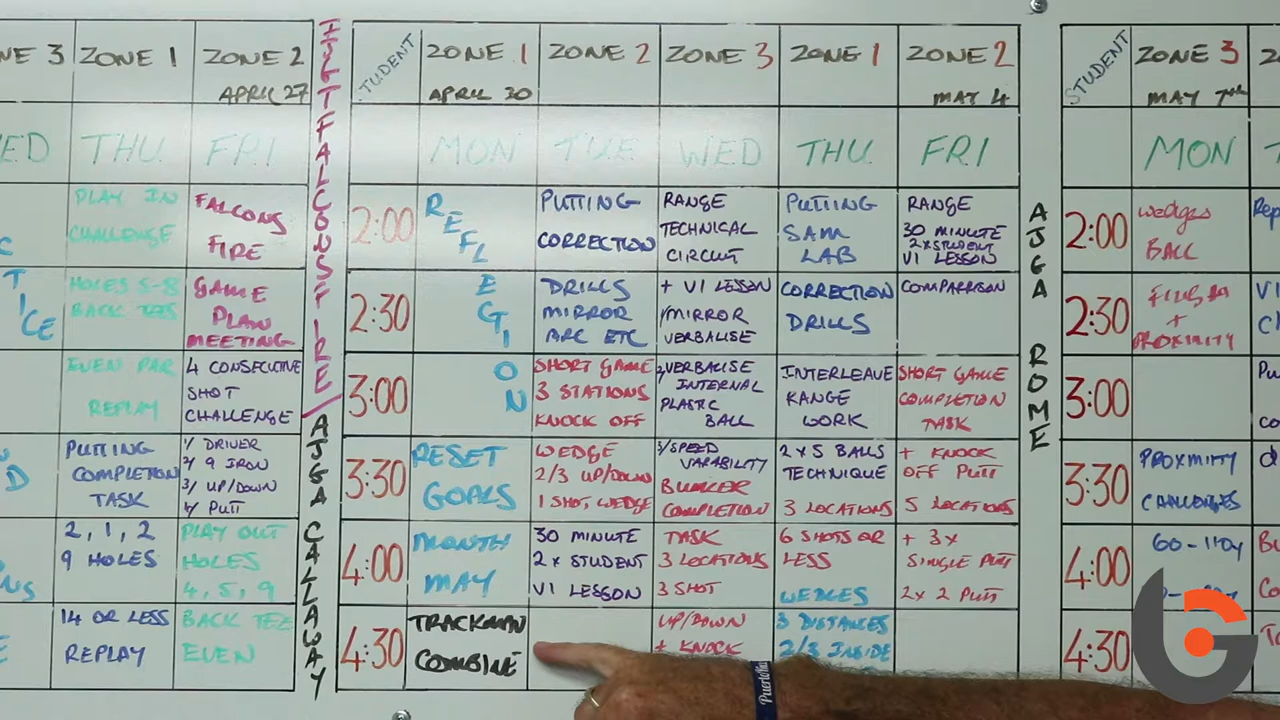 NE 3 ZONE 1 ZONE 2
APRIL 27
ED THU FRI
PLAY IN
CHALLENGE
FALCONS
FIRE
C
TICE
HOLES 5-8
BACK TEES
GAME
PLAN
MEETING
EVEN PAR
REPLAY
4 CONSECUTIVE
SHOT
CHALLENGE
D
PUTTING
COMPLETION
TASK
1/ DRIVER
2/ 9 IRON
3/ UP/DOWN
4/ PUTT
2, 1, 2
9 HOLES
PLAY OUT
HOLES
4, 5, 9
14 OR LESS
REPLAY
BACK TEE
EVEN
FALCONS FIRE / AJGA CALLAWAY
STUDENT ZONE 1 ZONE 2 ZONE 3 ZONE 1 ZONE 2
APRIL 30 MAY 4
MON TUE WED THU FRI
2:00
REFLEGTION
PUTTING
CORRECTION
RANGE
TECHNICAL
CIRCUIT
PUTTING
SAM
LAB
RANGE
30 MINUTE
2 x STUDENT
V1 LESSON
2:30
DRILLS
MIRROR
ARC ETC
+ V1 LESSON
1/MIRROR
VERBALISE
CORRECTION
DRILLS
COMPARRISON
3:00
SHORT GAME
3 STATIONS
KNOCK OFF
2/VERBALISE
INTERNAL
PLASTIC
BALL
INTERLEAVE
RANGE
WORK
SHORT GAME
COMPLETION
TASK
3:30
RESET
GOALS
WEDGE
2/3 UP/DOWN
1 SHOT, WEDGE
3/SPEED
VARABILITY
BUNKER
COMPLETION
2 x 5 BALLS
TECHNIQUE
3 LOCATIONS
+ KNOCK
OFF PUTT
5 LOCATIONS
4:00
MONTH
MAY
30 MINUTE
2 x STUDENT
V1 LESSON
TASK
3 LOCATIONS
3 SHOT
6 SHOTS OR
LESS
WEDGES
+ 3x
SINGLE PUTT
2 x 2 PUTT
4:30
TRACKMAN
COMBINE
UP/DOWN
+ KNOCK
3 DISTANCES
2/3 INSIDE
AJGA ROME
STUDENT ZONE 3
MAY 7th
MON
2:00
wedges
BALL
2:30
+
PROXIMITY
3:00
3:30
PROXIMITY
CHALLENGES
4:00
60-110y
4:30
PuertoRi